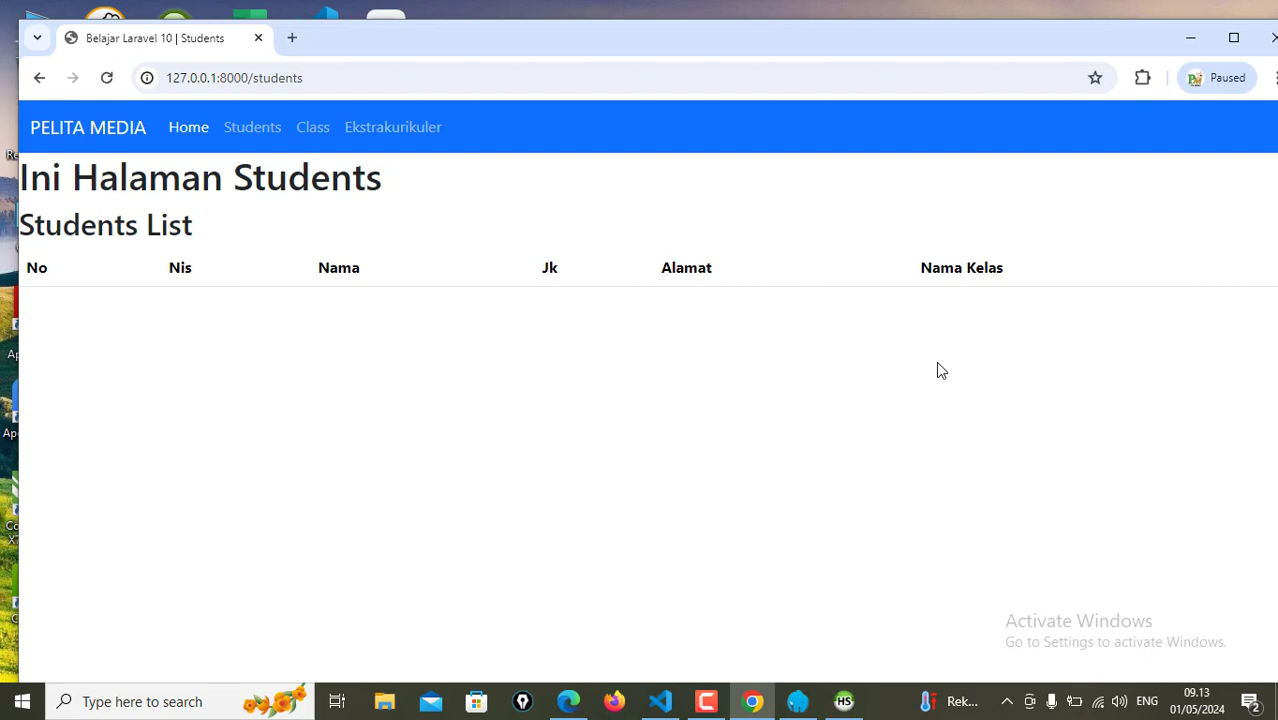 Belajar Laravel 10 | Students
127.0.0.1:8000/students
Paused
PELITA MEDIA Home Students Class Ekstrakurikuler
Ini Halaman Students
Students List
No Nis Nama Jk Alamat Nama Kelas
Activate Windows
Go to Settings to activate Windows.
Type here to search
HS
Rek...
ENG
09.13
01/05/2024
2